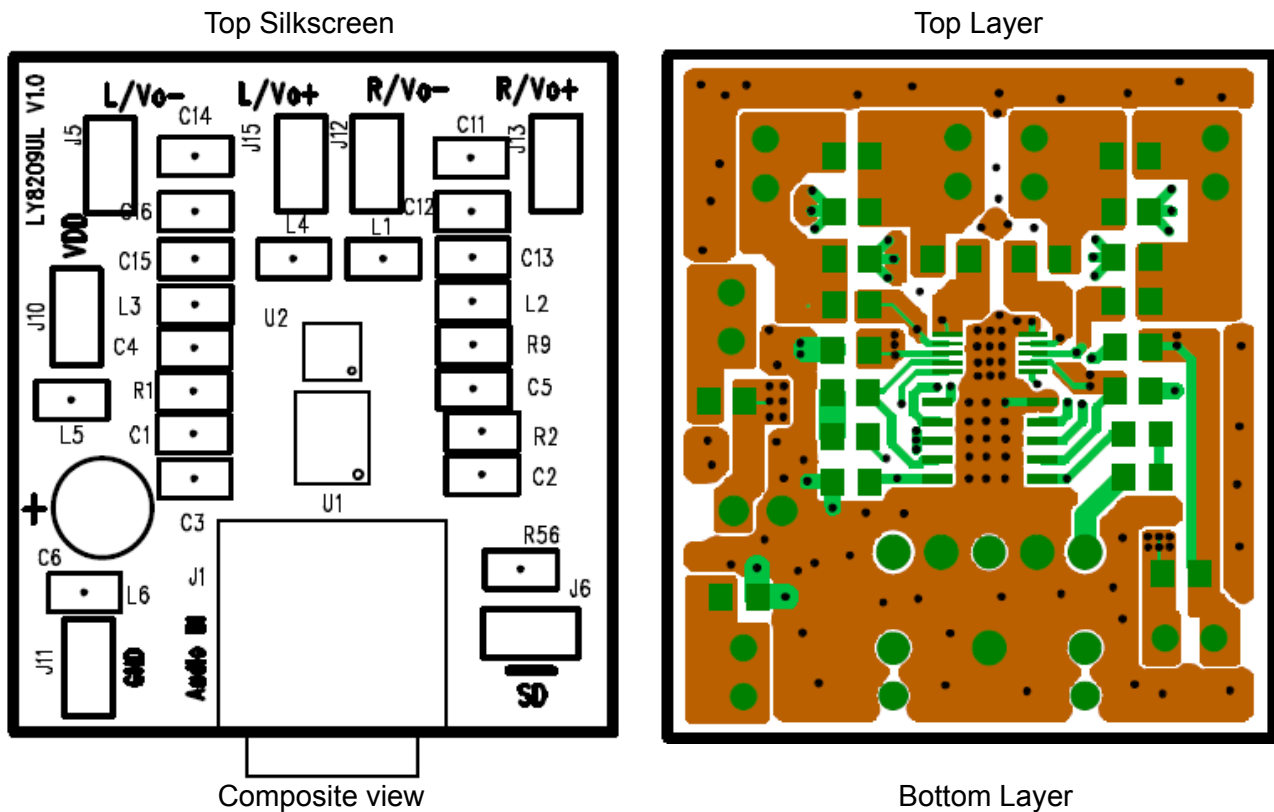 Top Silkscreen
Top Layer
LY8209UL V1.0
L/Vo-
L/Vo+
R/Vo-
R/Vo+
J5
C14
J15
J12
C11
J13
C16
C12
VDD
L4
L1
C15
C13
J10
L3
L2
U2
C4
R9
R1
C5
L5
C1
R2
C2
+
U1
C3
R56
C6
J1
J6
L6
J11
GND
Audio IN
SD
Composite view
Bottom Layer